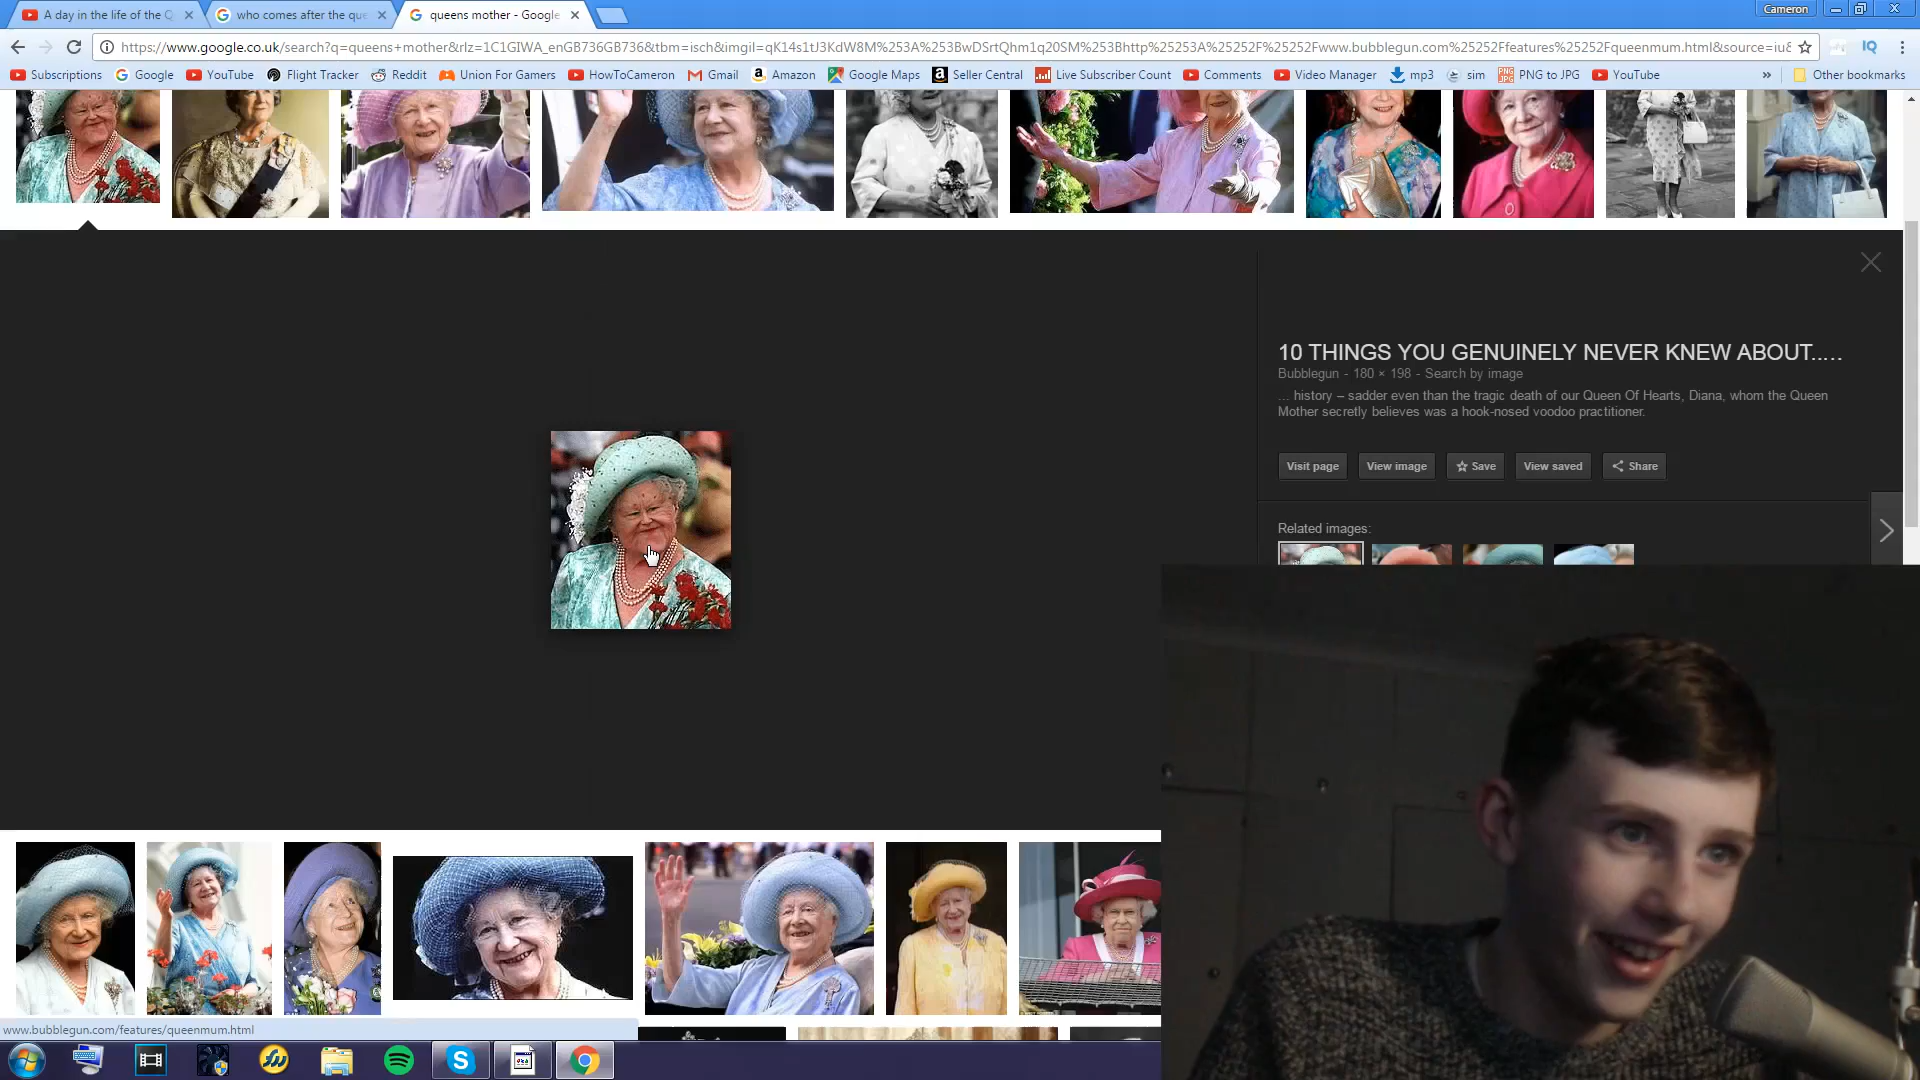 A day in the life of the Q
who comes after the que
queens mother - Google
Cameron
https://www.google.co.uk/search?q=queens+mother&rlz=1C1GIWA_enGB736GB736&tbm=isch&imgil=qK14s1tJ3KdW8M%253A%253BwDSrtQhm1q20SM%253Bhttp%25253A%25252F%25252Fwww.bubblegun.com%25252Ffeatures%25252Fqueenmum.html&source=iu&
IQ
Subscriptions Google YouTube Flight Tracker Reddit Union For Gamers HowToCameron Gmail Amazon Google Maps Seller Central Live Subscriber Count Comments Video Manager mp3 sim PNG to JPG YouTube » Other bookmarks
10 THINGS YOU GENUINELY NEVER KNEW ABOUT.....
Bubblegun - 180 × 198 - Search by image
... history – sadder even than the tragic death of our Queen Of Hearts, Diana, whom the Queen
Mother secretly believes was a hook-nosed voodoo practitioner.
Visit page View image Save View saved Share
Related images:
www.bubblegun.com/features/queenmum.html